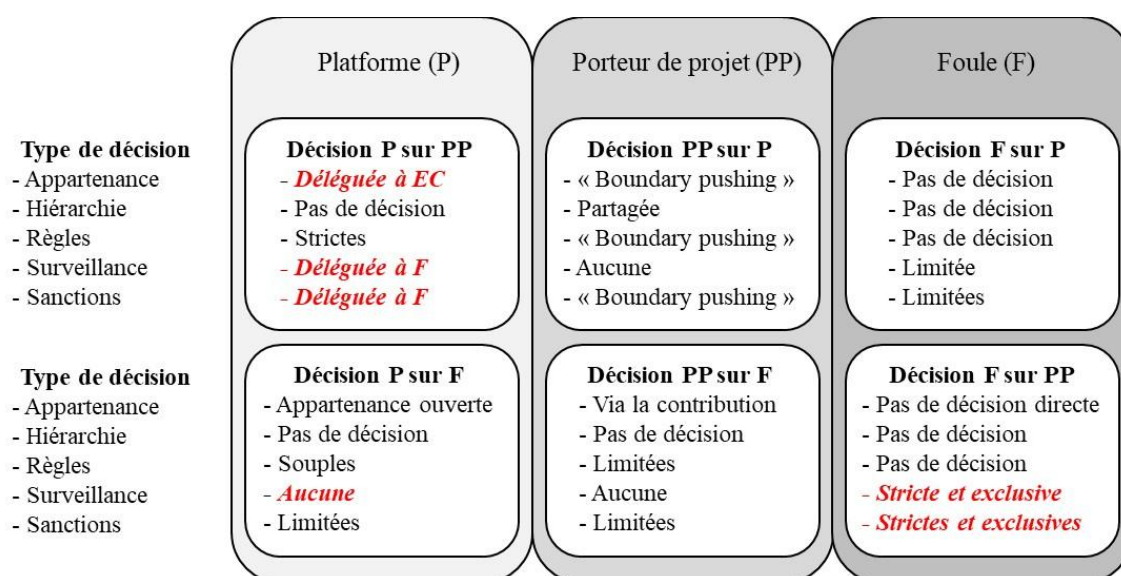 Platforme (P)
Porteur de projet (PP)
Foule (F)
Type de décision
- Appartenance
- Hiérarchie
- Règles
- Surveillance
- Sanctions
Décision P sur PP
- Déléguée à EC
- Pas de décision
- Strictes
- Déléguée à F
- Déléguée à F
Décision PP sur P
- « Boundary pushing »
- Partagée
- « Boundary pushing »
- Aucune
- « Boundary pushing »
Décision F sur P
- Pas de décision
- Pas de décision
- Pas de décision
- Limitée
- Limitées
Type de décision
- Appartenance
- Hiérarchie
- Règles
- Surveillance
- Sanctions
Décision P sur F
- Appartenance ouverte
- Pas de décision
- Souples
- Aucune
- Limitées
Décision PP sur F
- Via la contribution
- Pas de décision
- Limitées
- Aucune
- Limitées
Décision F sur PP
- Pas de décision directe
- Pas de décision
- Pas de décision
- Stricte et exclusive
- Strictes et exclusives